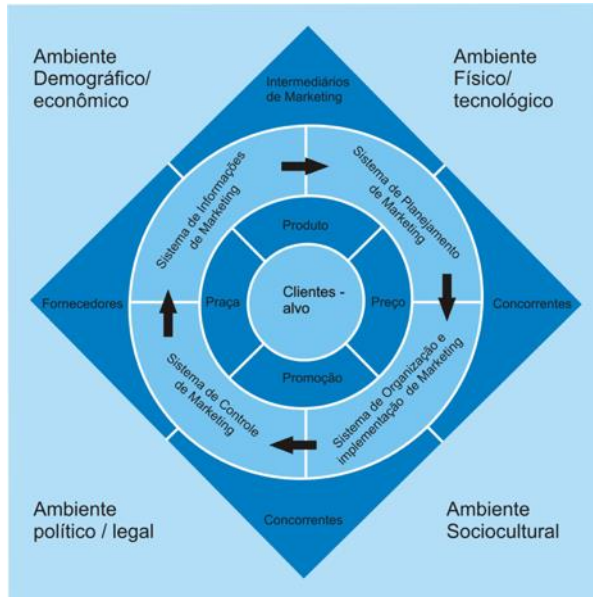 Ambiente
Demográfico/
econômico
Ambiente
Físico/
tecnológico
Intermediários
de Marketing
Sistema de Informações
de Marketing
Sistema de Planejamento
de Marketing
Produto
Fornecedores
Praça
Clientes -
alvo
Preço
Concorrentes
Promoção
Sistema de Controle
de Marketing
Sistema de Organização e
implementação de Marketing
Concorrentes
Ambiente
político / legal
Ambiente
Sociocultural